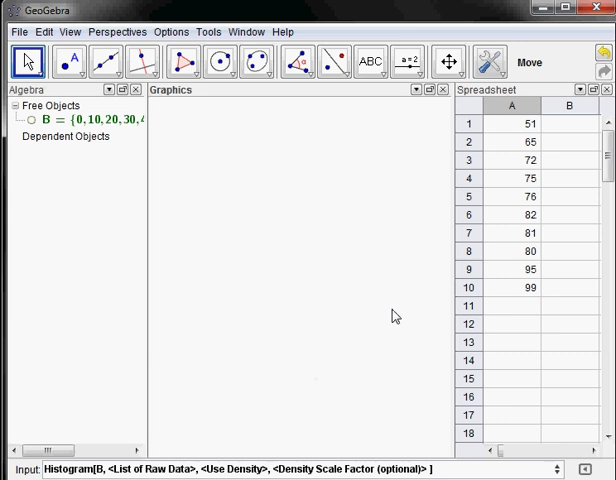 GeoGebra
File Edit View Perspectives Options Tools Window Help
A ABC a=2 Move
Algebra Graphics Spreadsheet
Free Objects
B = {0,10,20,30,4
Dependent Objects
A B
1 51
2 65
3 72
4 75
5 76
6 82
7 81
8 80
9 95
10 99
11
12
13
14
15
16
17
18
Input: Histogram[B, <List of Raw Data>, <Use Density>, <Density Scale Factor (optional)> ]